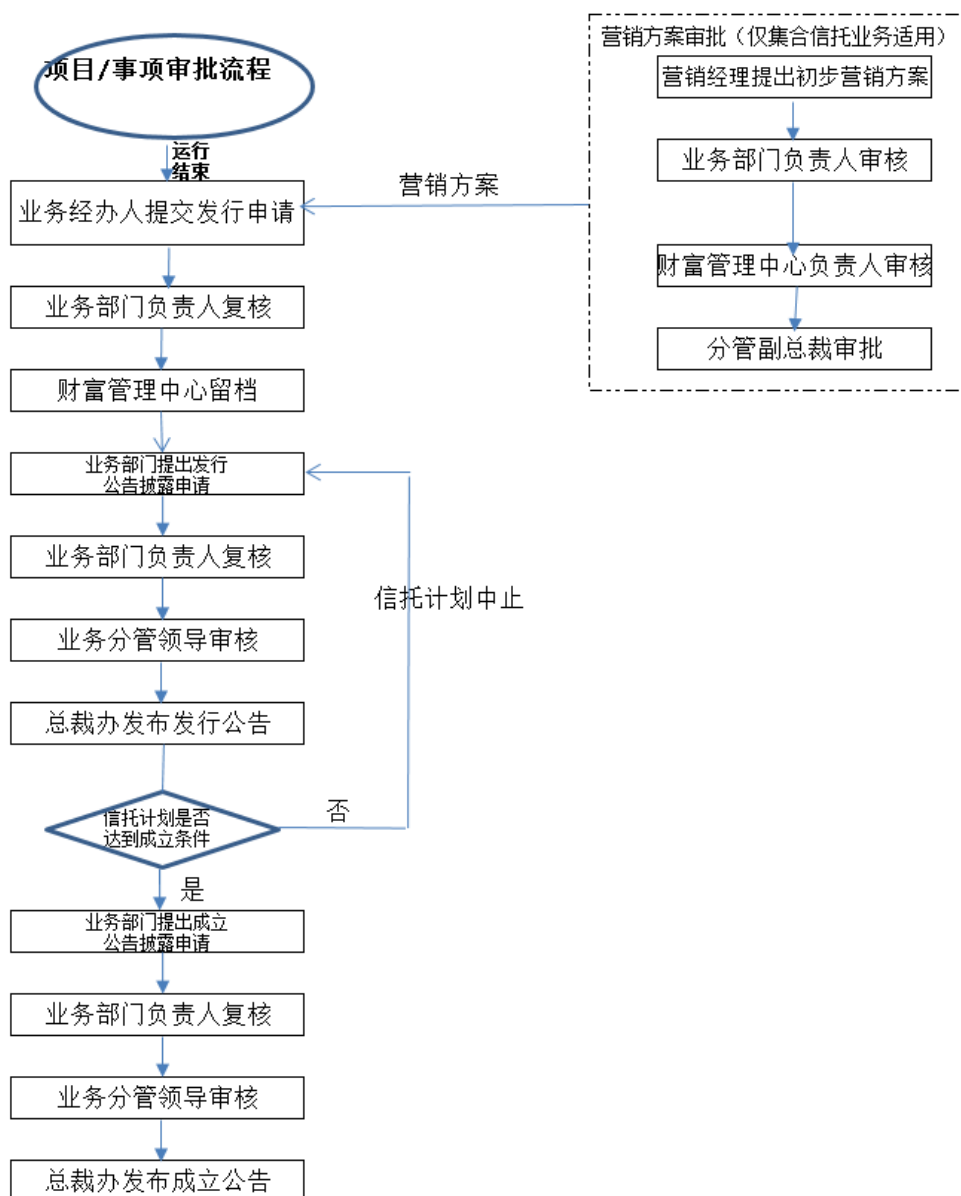 项目/事项审批流程
运行
结束
业务经办人提交发行申请
营销方案
营销方案审批（仅集合信托业务适用）
营销经理提出初步营销方案
业务部门负责人审核
财富管理中心负责人审核
分管副总裁审批
业务部门负责人复核
财富管理中心留档
业务部门提出发行
公告披露申请
业务部门负责人复核
信托计划中止
业务分管领导审核
总裁办发布发行公告
信托计划是否
达到成立条件
否
是
业务部门提出成立
公告披露申请
业务部门负责人复核
业务分管领导审核
总裁办发布成立公告